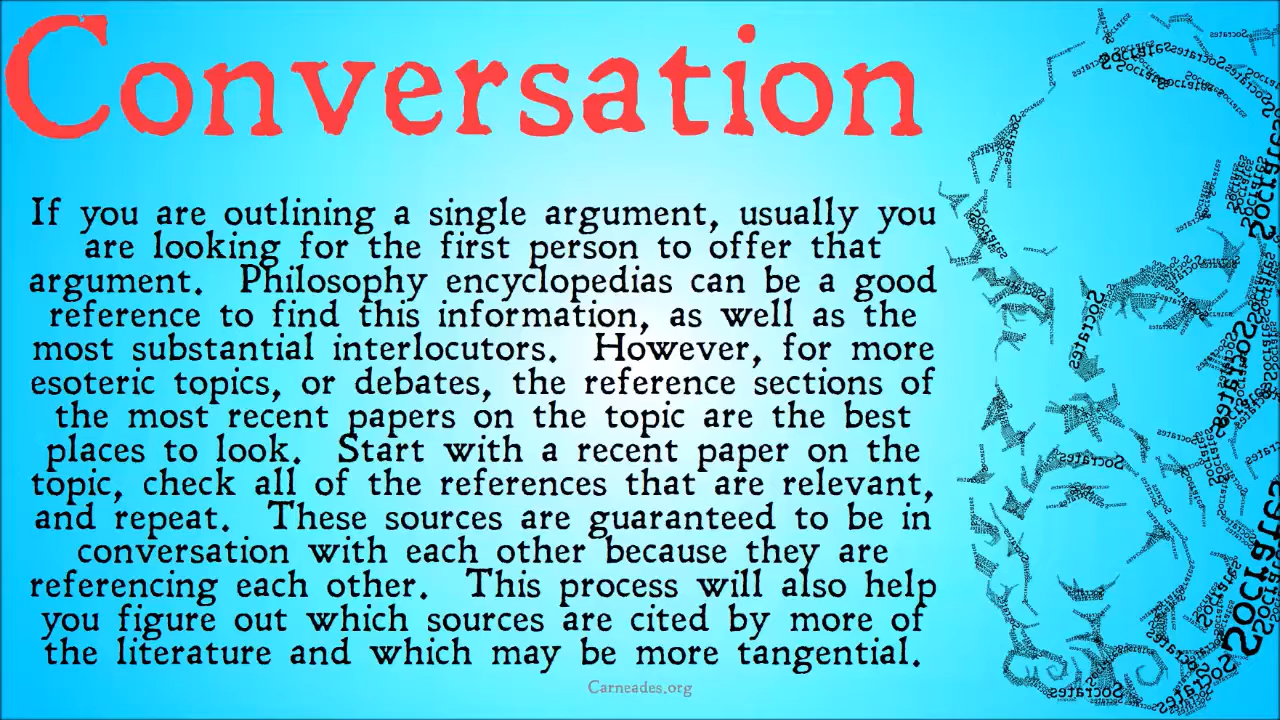 Conversation
If you are outlining a single argument, usually you
are looking for the first person to offer that
argument.  Philosophy encyclopedias can be a good
reference to find this information, as well as the
most substantial interlocutors.  However, for more
esoteric topics, or debates, the reference sections of
the most recent papers on the topic are the best
places to look.  Start with a recent paper on the
topic, check all of the references that are relevant,
and repeat.  These sources are guaranteed to be in
conversation with each other because they are
referencing each other.  This process will also help
you figure out which sources are cited by more of
the literature and which may be more tangential.
Carneades.org
Socrates
Socrates
Socrates
Socrates
Socrates
Socrates